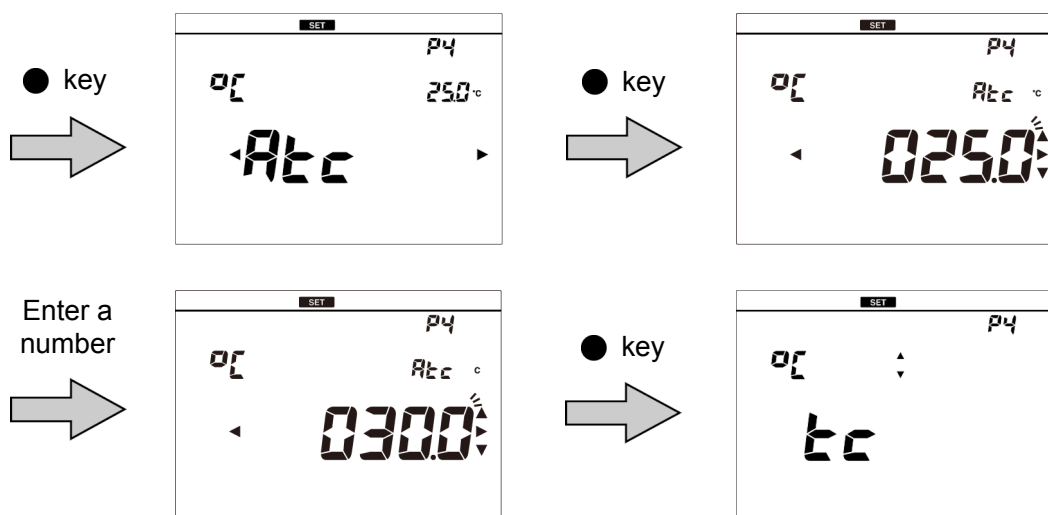 SET
P4
● key
°C
25.0 °C
Atc
SET
P4
● key
°C
Atc °C
025.0
Enter a
number
SET
P4
°C
Atc c
030.0
● key
SET
P4
°C
tc